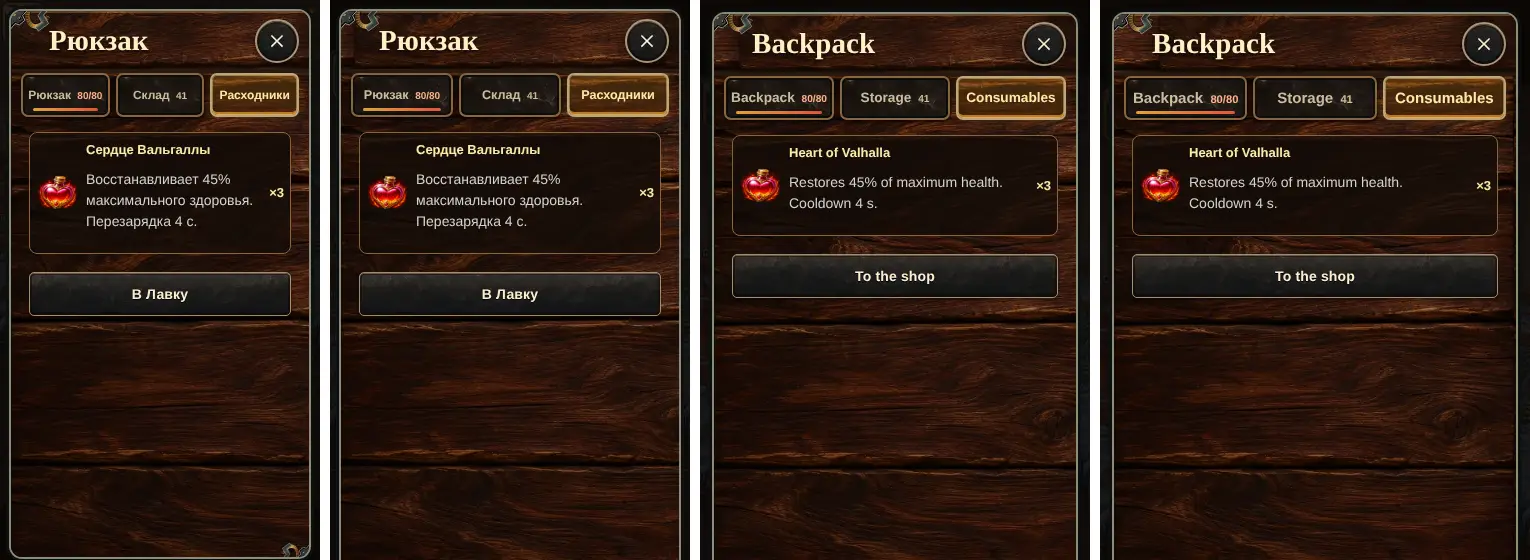 Рюкзак
Рюкзак 80/80 Склад 41 Расходники
Сердце Вальгаллы
Восстанавливает 45%
максимального здоровья.
Перезарядка 4 с.
×3
В Лавку
Рюкзак
Рюкзак 80/80 Склад 41 Расходники
Сердце Вальгаллы
Восстанавливает 45%
максимального здоровья.
Перезарядка 4 с.
×3
В Лавку
Backpack
Backpack 80/80 Storage 41 Consumables
Heart of Valhalla
Restores 45% of maximum health.
Cooldown 4 s.
×3
To the shop
Backpack
Backpack 80/80 Storage 41 Consumables
Heart of Valhalla
Restores 45% of maximum health.
Cooldown 4 s.
×3
To the shop